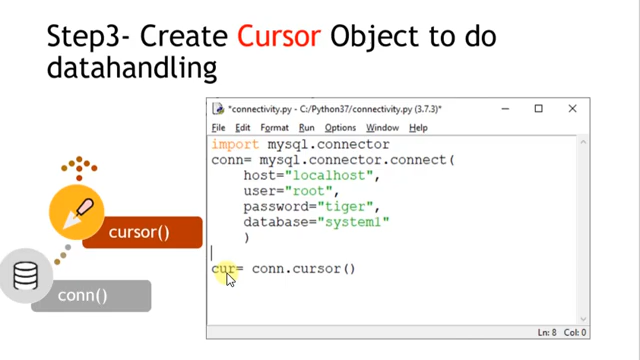 Step3- Create Cursor Object to do
datahandling
*connectivity.py - C:/Python37/connectivity.py (3.7.3)*
File Edit Format Run Options Window Help
import mysql.connector
conn= mysql.connector.connect(
host="localhost",
user="root",
password="tiger",
database="system1"
)
cur= conn.cursor()
cursor()
conn()
Ln: 8 Col: 0